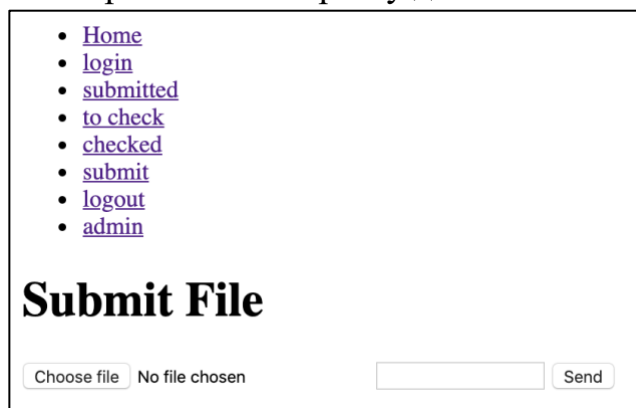 Home
login
submitted
to check
checked
submit
logout
admin
Submit File
Choose file No file chosen Send